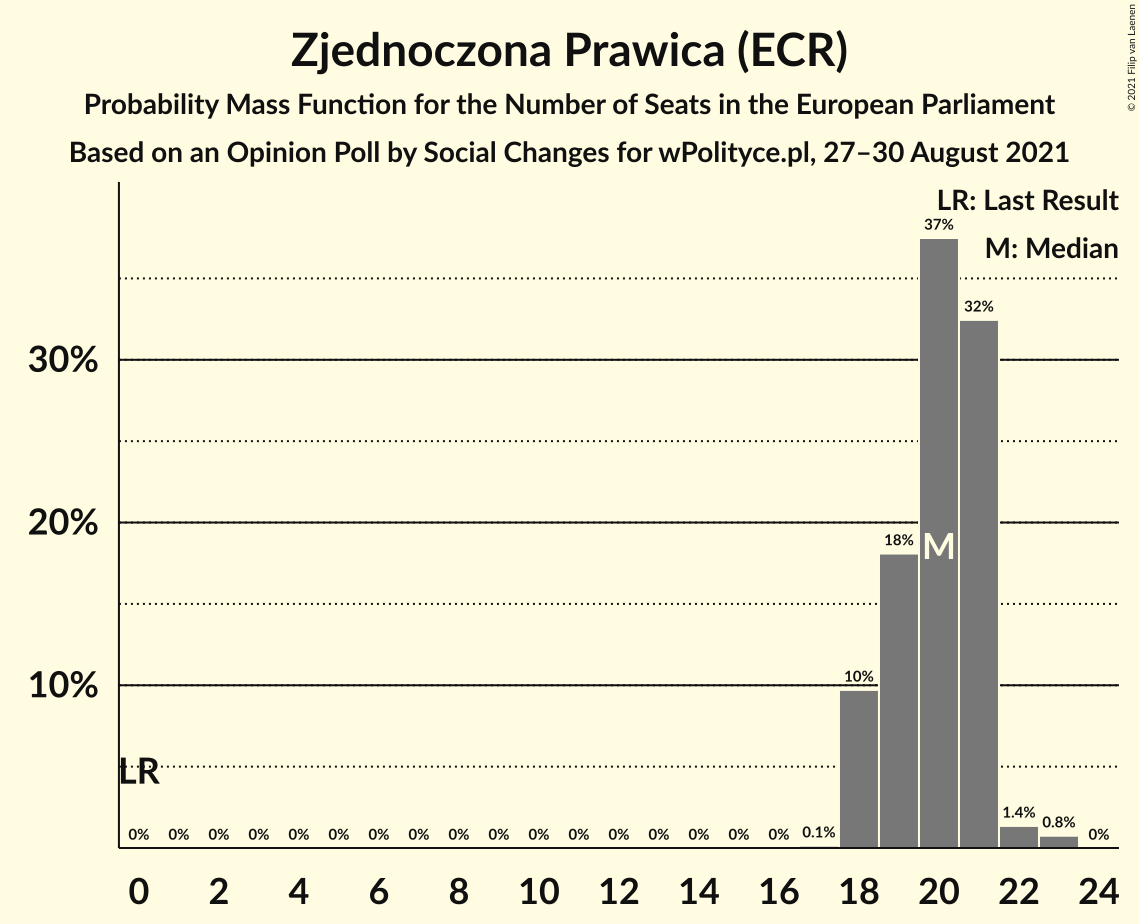 Zjednoczona Prawica (ECR)
Probability Mass Function for the Number of Seats in the European Parliament
Based on an Opinion Poll by Social Changes for wPolityce.pl, 27–30 August 2021
© 2021 Filip van Laenen
LR: Last Result
M: Median
37%
32%
30%
20%
18%
M
10%
10%
LR
0% 0% 0% 0% 0% 0% 0% 0% 0% 0% 0% 0% 0% 0% 0% 0% 0% 0.1% 1.4% 0.8% 0%
0 2 4 6 8 10 12 14 16 18 20 22 24